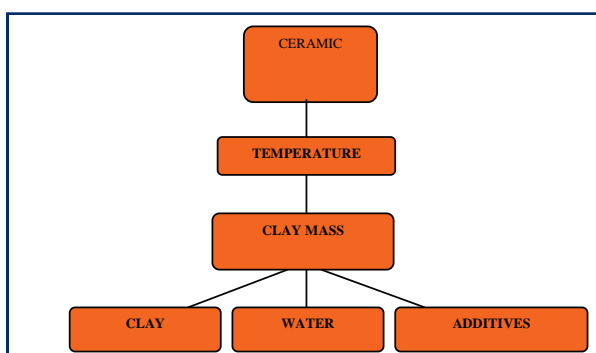 CERAMIC
TEMPERATURE
CLAY MASS
CLAY
WATER
ADDITIVES